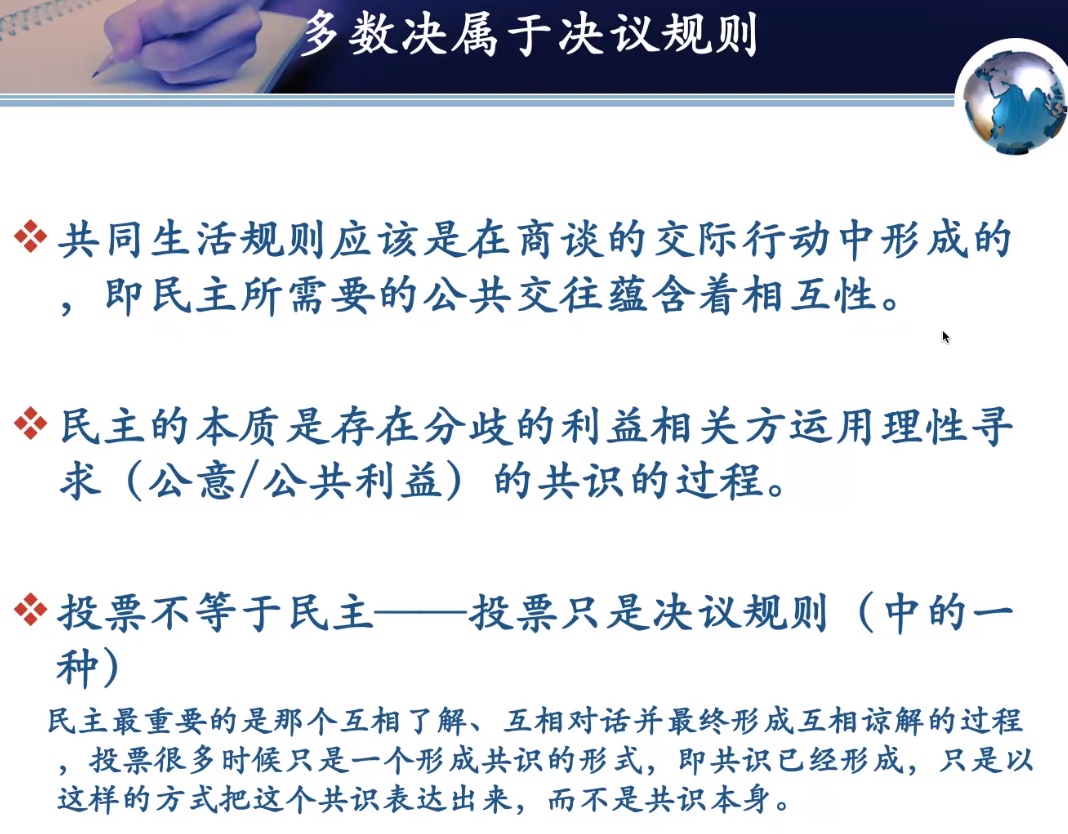 多数决属于决议规则
共同生活规则应该是在商谈的交际行动中形成的
，即民主所需要的公共交往蕴含着相互性。
民主的本质是存在分歧的利益相关方运用理性寻
求（公意/公共利益）的共识的过程。
投票不等于民主——投票只是决议规则（中的一
种）
民主最重要的是那个互相了解、互相对话并最终形成互相谅解的过程
，投票很多时候只是一个形成共识的形式，即共识已经形成，只是以
这样的方式把这个共识表达出来，而不是共识本身。